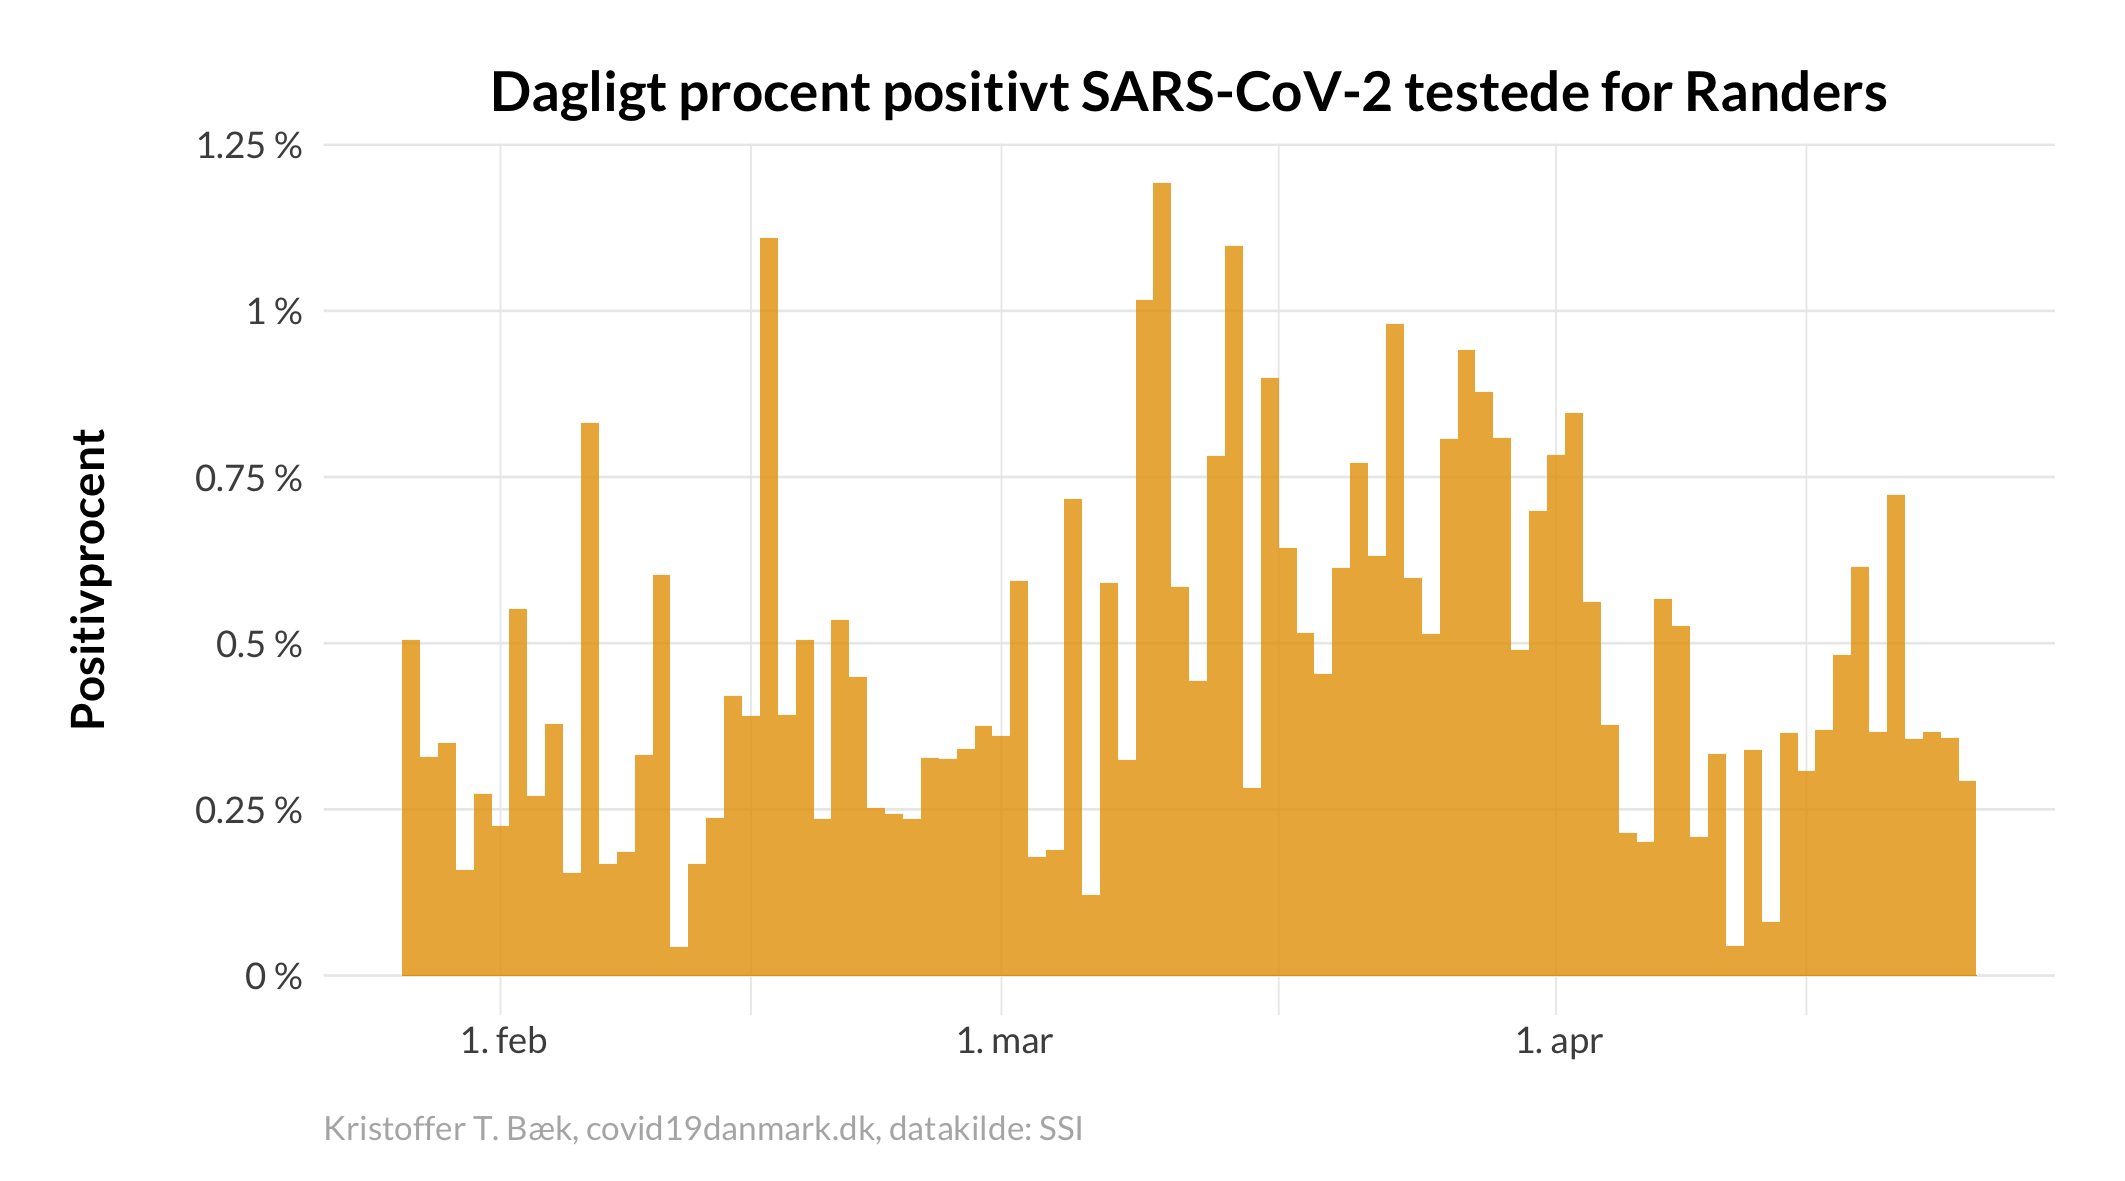 Dagligt procent positivt SARS-CoV-2 testede for Randers
Positivprocent
1.25 %
1 %
0.75 %
0.5 %
0.25 %
0 %
1. feb
1. mar
1. apr
Kristoffer T. Bæk, covid19danmark.dk, datakilde: SSI